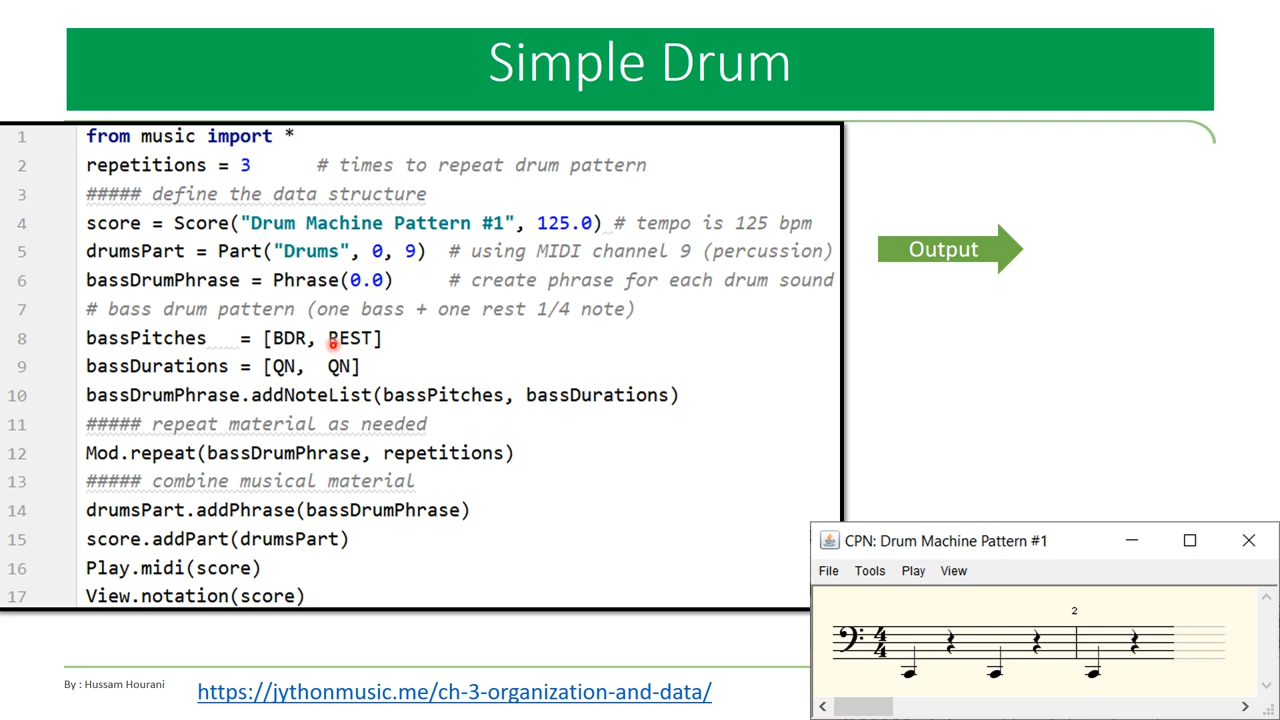 Simple Drum
1 from music import *
2 repetitions = 3 # times to repeat drum pattern
3 ##### define the data structure
4 score = Score("Drum Machine Pattern #1", 125.0) # tempo is 125 bpm
5 drumsPart = Part("Drums", 0, 9) # using MIDI channel 9 (percussion)
6 bassDrumPhrase = Phrase(0.0) # create phrase for each drum sound
7 # bass drum pattern (one bass + one rest 1/4 note)
8 bassPitches = [BDR, REST]
9 bassDurations = [QN, QN]
10 bassDrumPhrase.addNoteList(bassPitches, bassDurations)
11 ##### repeat material as needed
12 Mod.repeat(bassDrumPhrase, repetitions)
13 ##### combine musical material
14 drumsPart.addPhrase(bassDrumPhrase)
15 score.addPart(drumsPart)
16 Play.midi(score)
17 View.notation(score)
Output
CPN: Drum Machine Pattern #1
File Tools Play View
2
4
4
By : Hussam Hourani
https://jythonmusic.me/ch-3-organization-and-data/